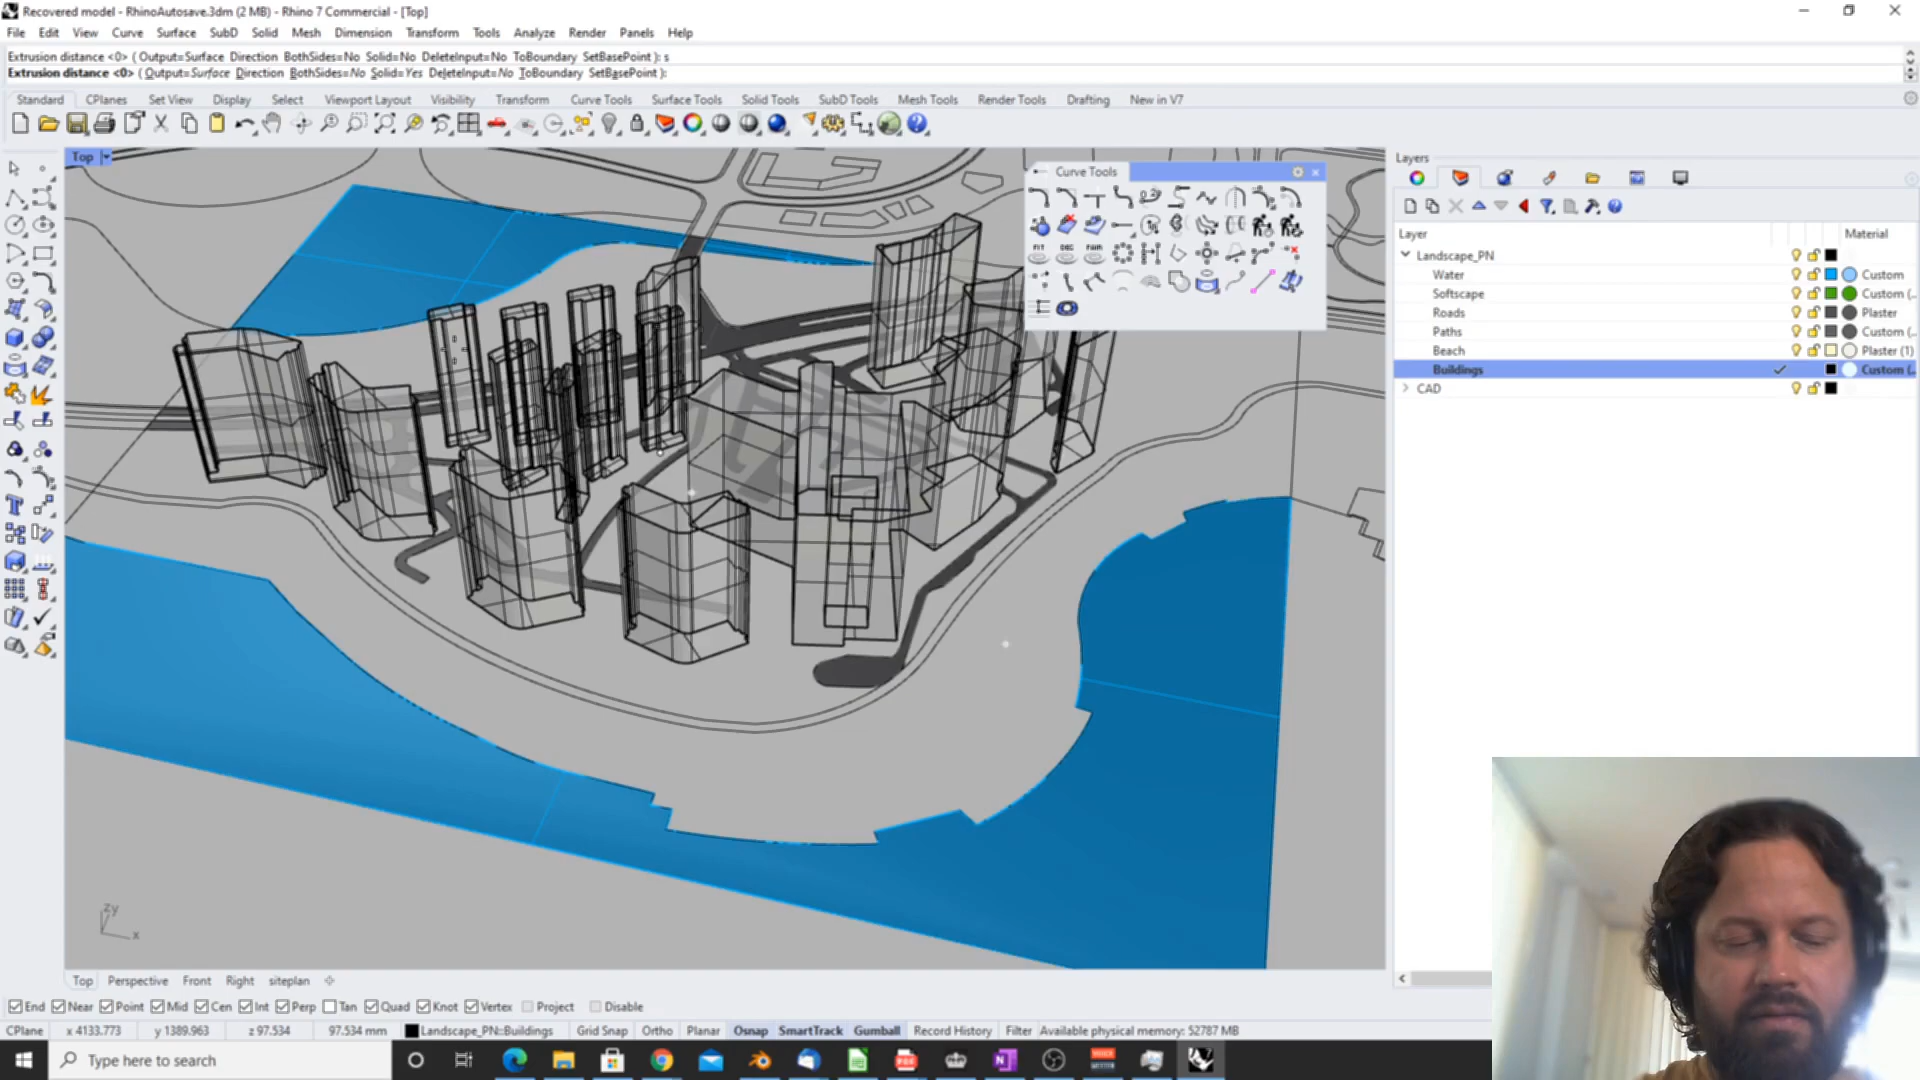 Recovered model - RhinoAutosave.3dm (2 MB) - Rhino 7 Commercial - [Top]
File Edit View Curve Surface SubD Solid Mesh Dimension Transform Tools Analyze Render Panels Help
Extrusion distance <0> ( Output=Surface Direction BothSides=No Solid=No DeleteInput=No ToBoundary SetBasePoint ): s
Extrusion distance <0> ( Output=Surface Direction BothSides=No Solid=Yes DeleteInput=No ToBoundary SetBasePoint ):
Standard CPlanes Set View Display Select Viewport Layout Visibility Transform Curve Tools Surface Tools Solid Tools SubD Tools Mesh Tools Render Tools Drafting New in V7
Top
Curve Tools
Layers
Layer Material
Landscape_PN
Water Custom
Softscape Custom (..
Roads Plaster
Paths Custom (..
Beach Plaster (1)
Buildings Custom (..
CAD
zy
x
Top Perspective Front Right siteplan
End Near Point Mid Cen Int Perp Tan Quad Knot Vertex Project Disable
CPlane x 4133.773 y 1389.963 z 97.534 97.534 mm Landscape_PN::Buildings Grid Snap Ortho Planar Osnap SmartTrack Gumball Record History Filter Available physical memory: 52787 MB
Type here to search